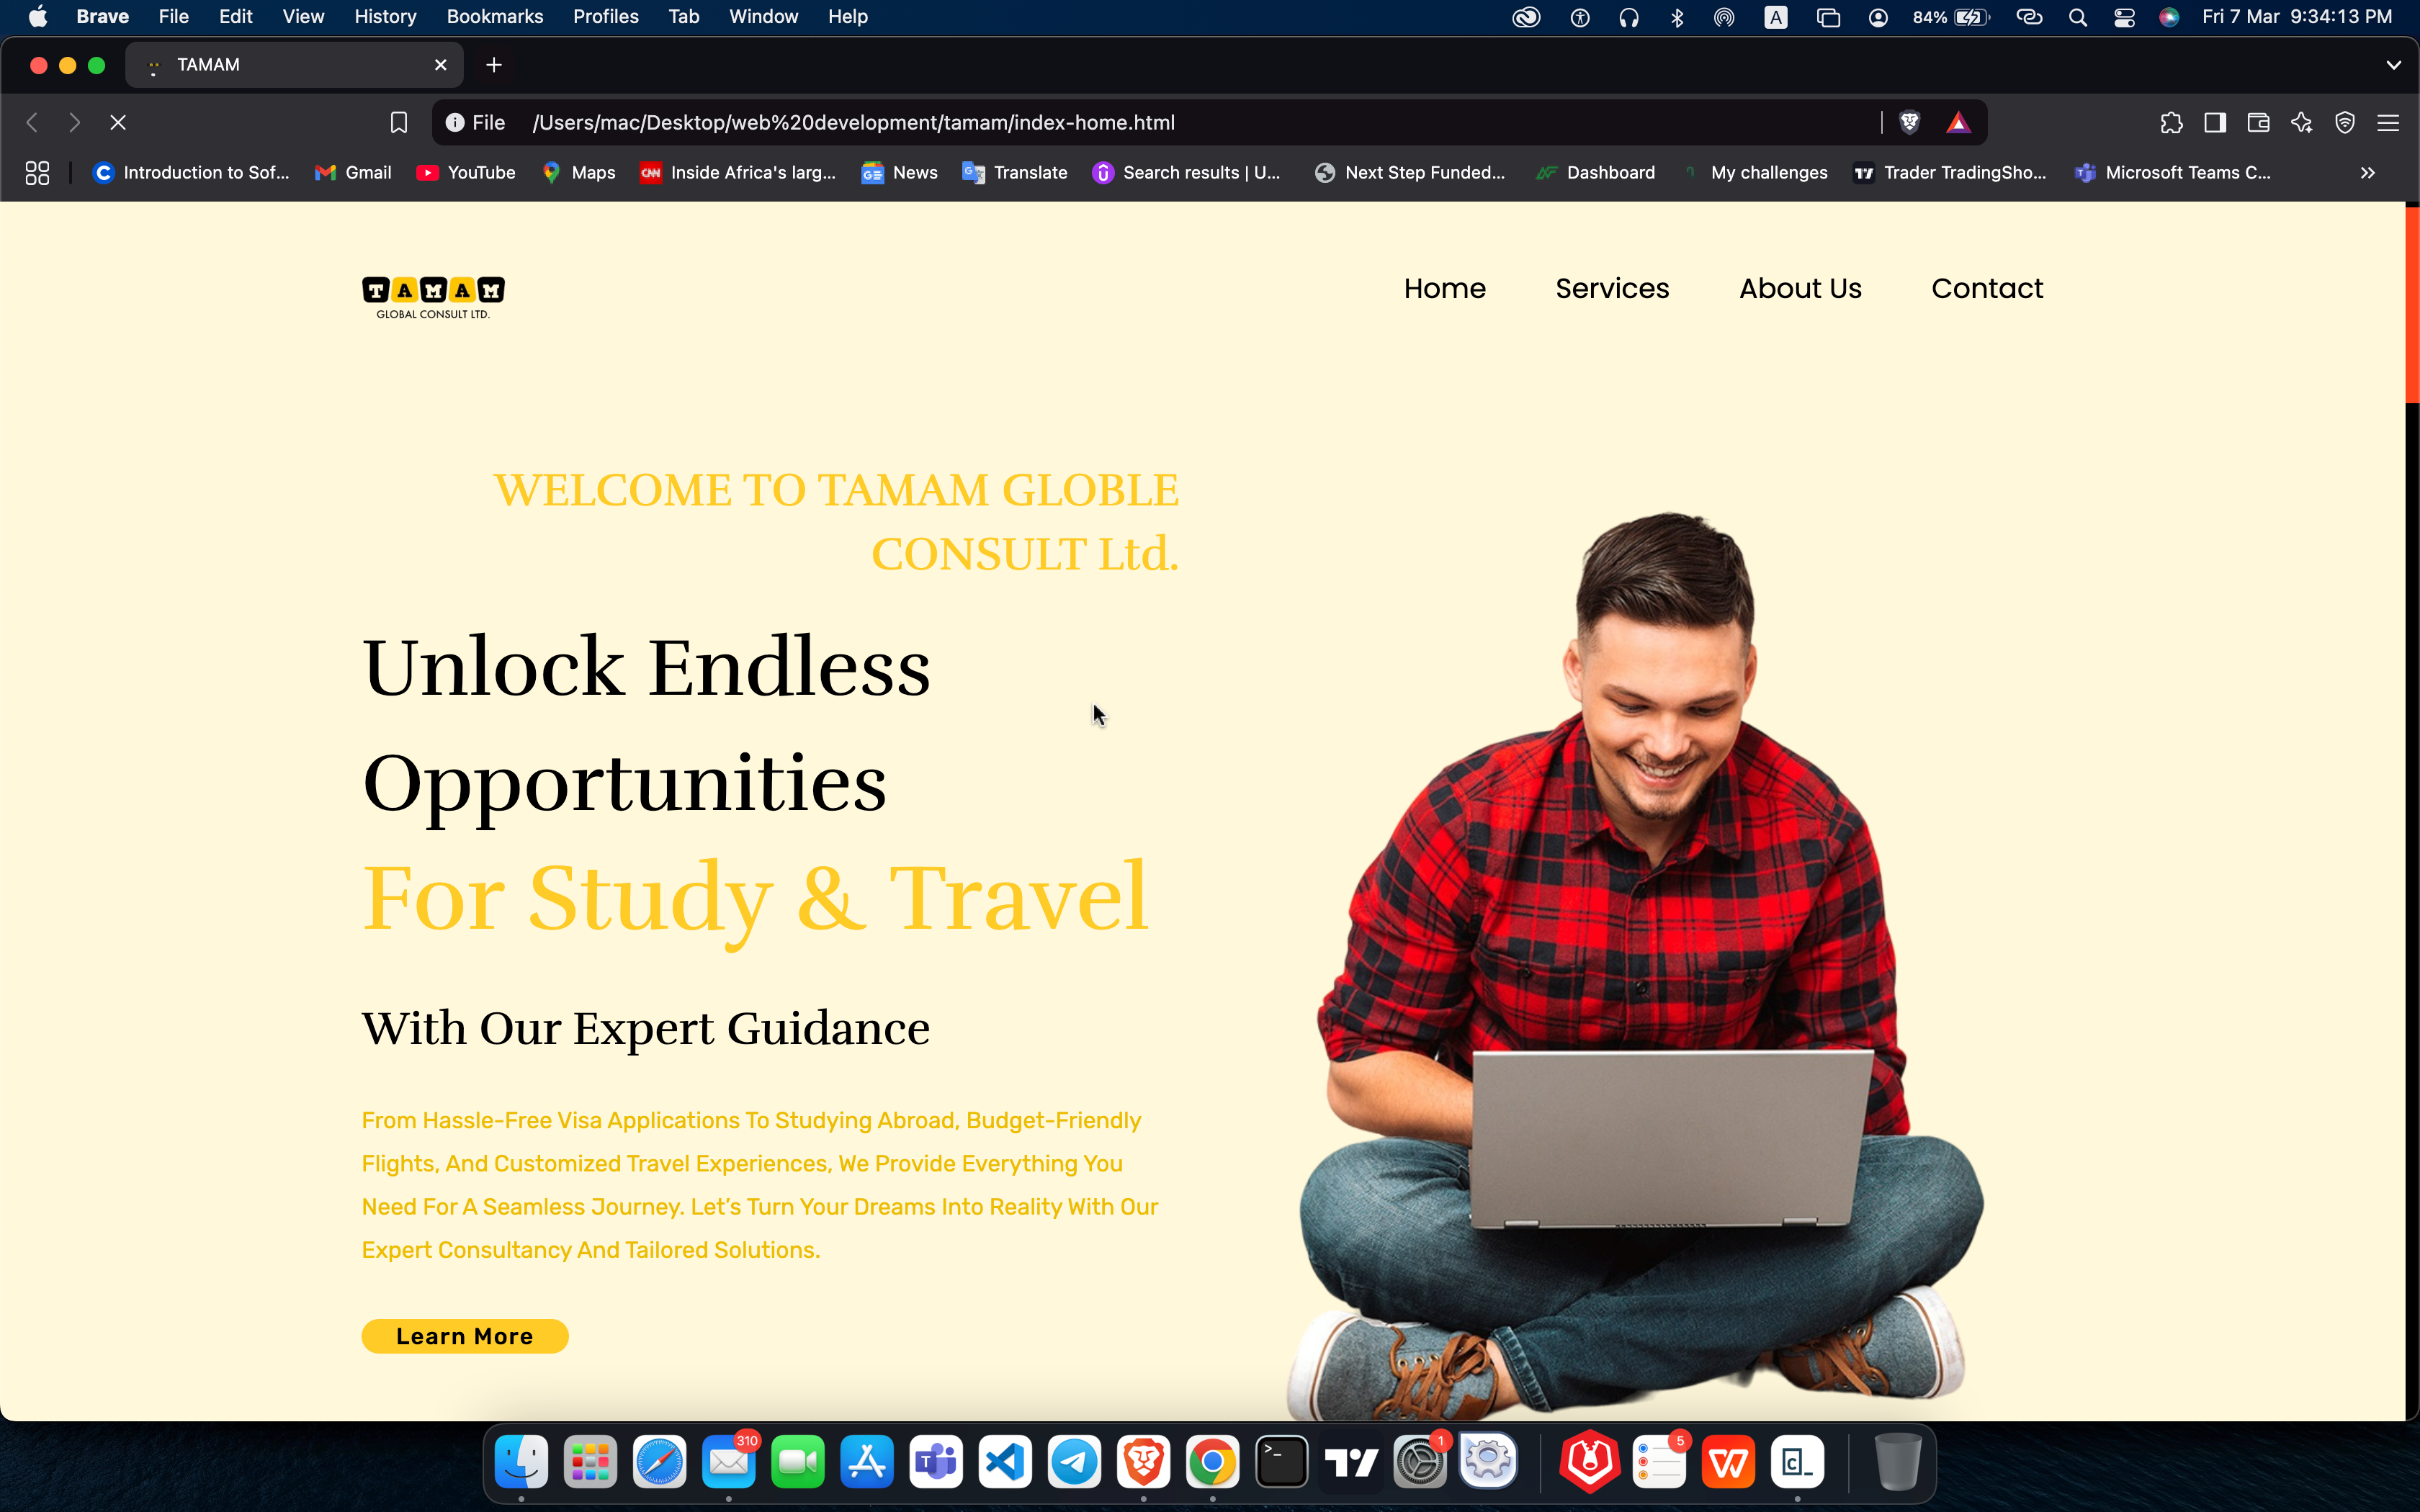 Brave File Edit View History Bookmarks Profiles Tab Window Help
A 84% Fri 7 Mar 9:34:13 PM
TAMAM
File /Users/mac/Desktop/web%20development/tamam/index-home.html
Introduction to Sof... Gmail YouTube Maps CNN Inside Africa's larg... News Translate Search results | U... Next Step Funded... Dashboard My challenges Trader TradingSho... Microsoft Teams C...
TAMAM
GLOBAL CONSULT LTD.
Home Services About Us Contact
WELCOME TO TAMAM GLOBLE
CONSULT Ltd.
Unlock Endless
Opportunities
For Study & Travel
With Our Expert Guidance
From Hassle-Free Visa Applications To Studying Abroad, Budget-Friendly
Flights, And Customized Travel Experiences, We Provide Everything You
Need For A Seamless Journey. Let’s Turn Your Dreams Into Reality With Our
Expert Consultancy And Tailored Solutions.
Learn More
310 1 5